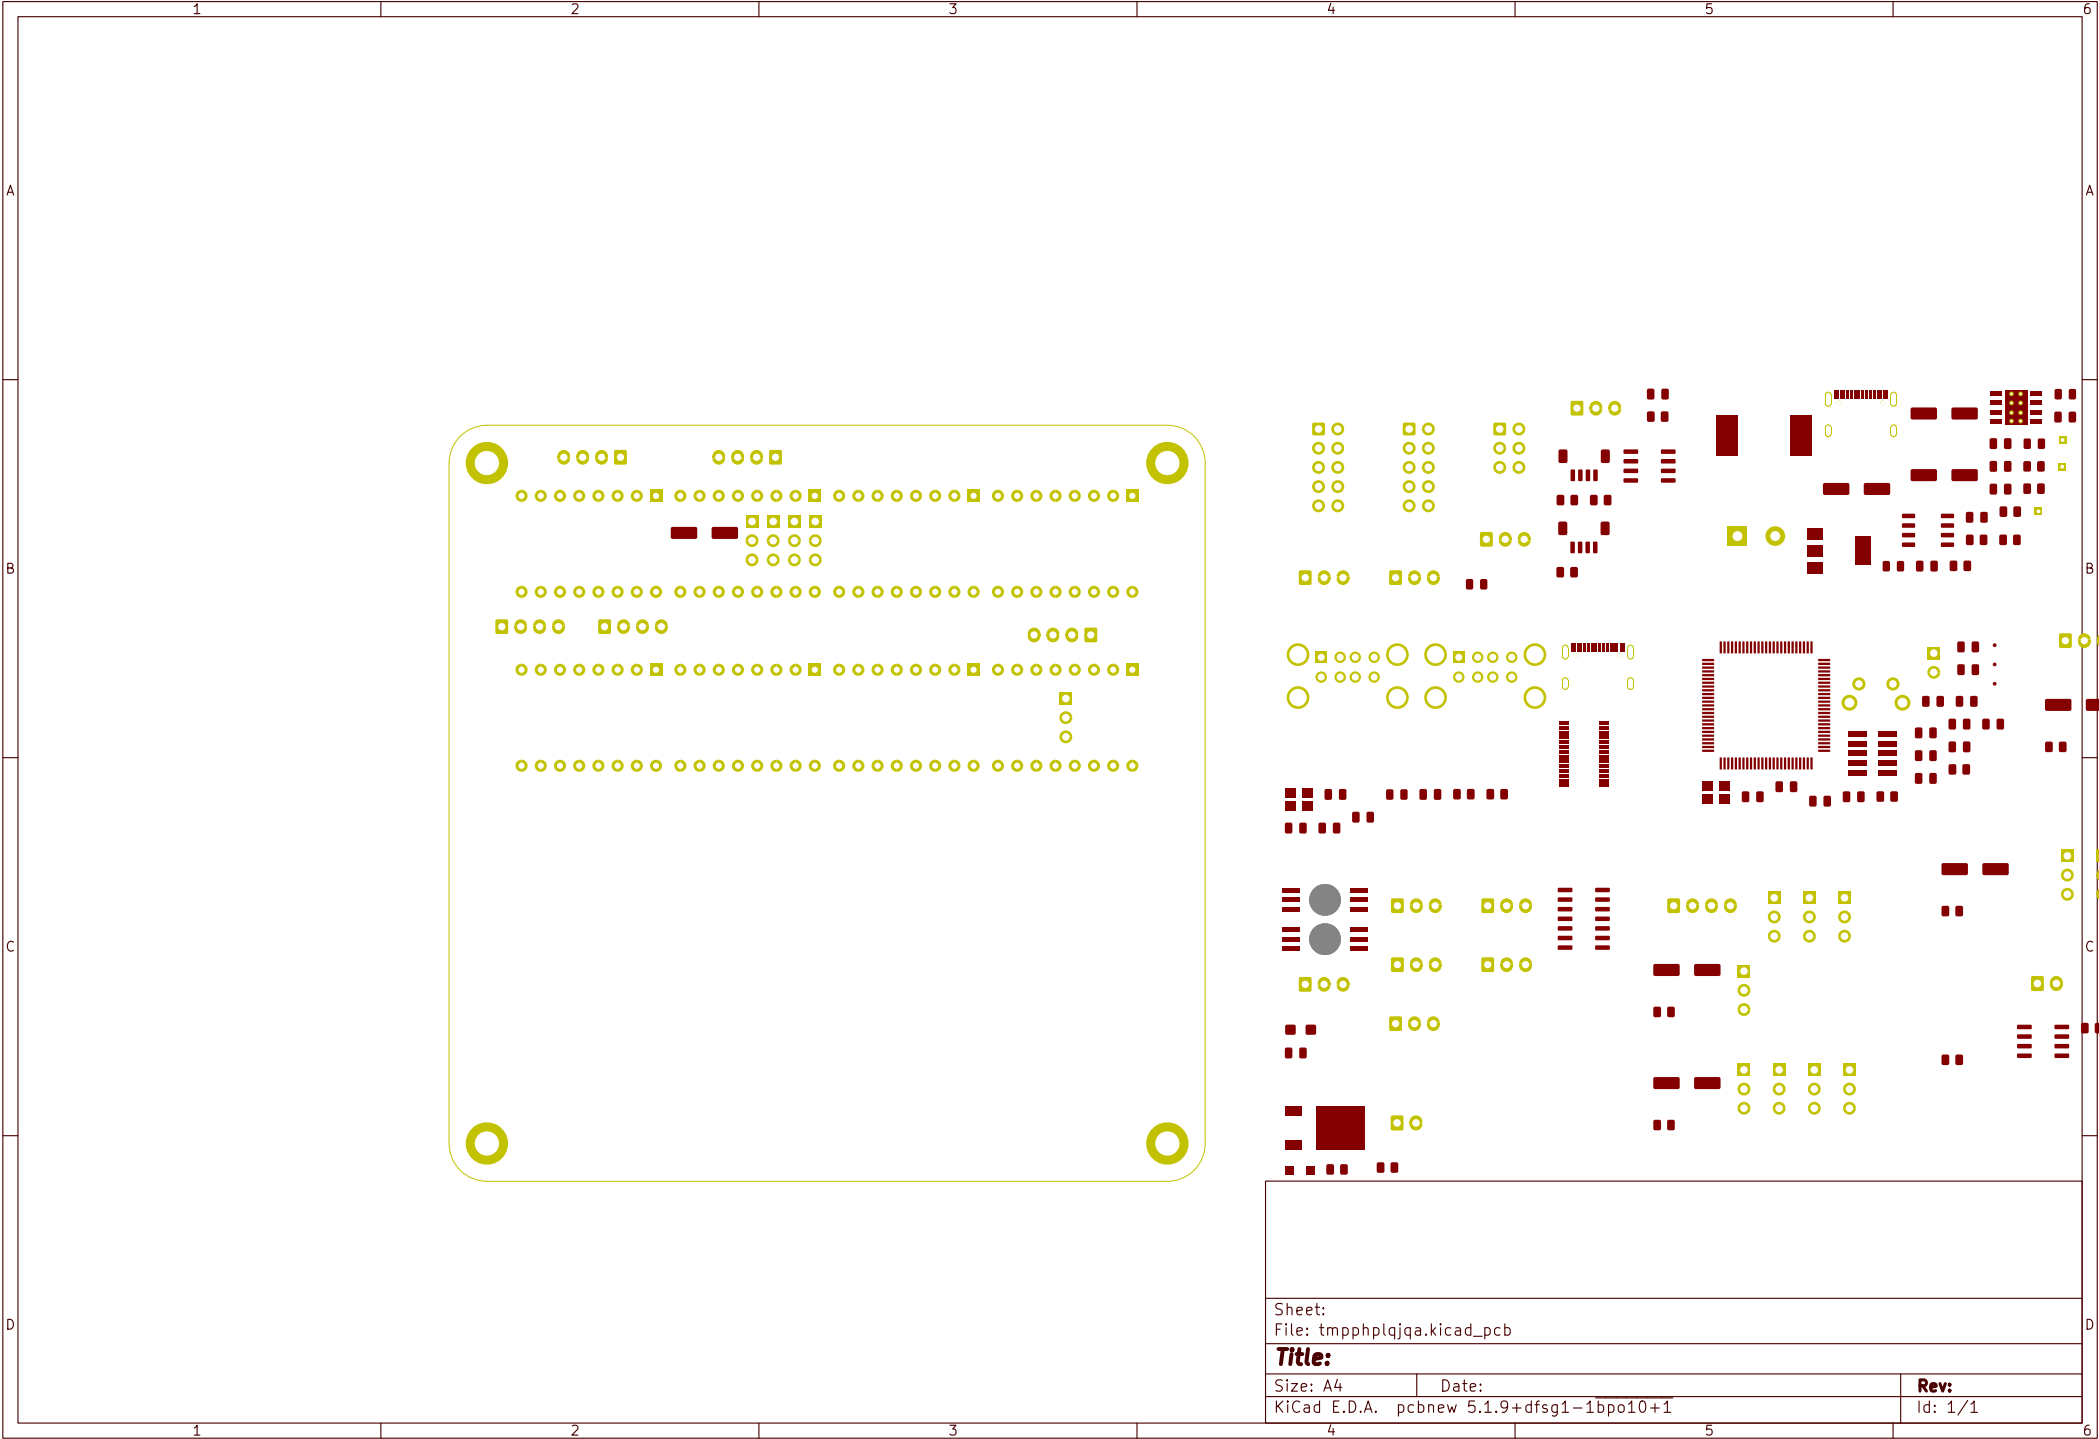 1 2 3 4 5 6
A A
B B
C C
D D
Sheet:
File: tmpphplqjqa.kicad_pcb
Title:
Size: A4 Date: Rev:
KiCad E.D.A. pcbnew 5.1.9+dfsg1-1bpo10+1 Id: 1/1
1 2 3 4 5 6